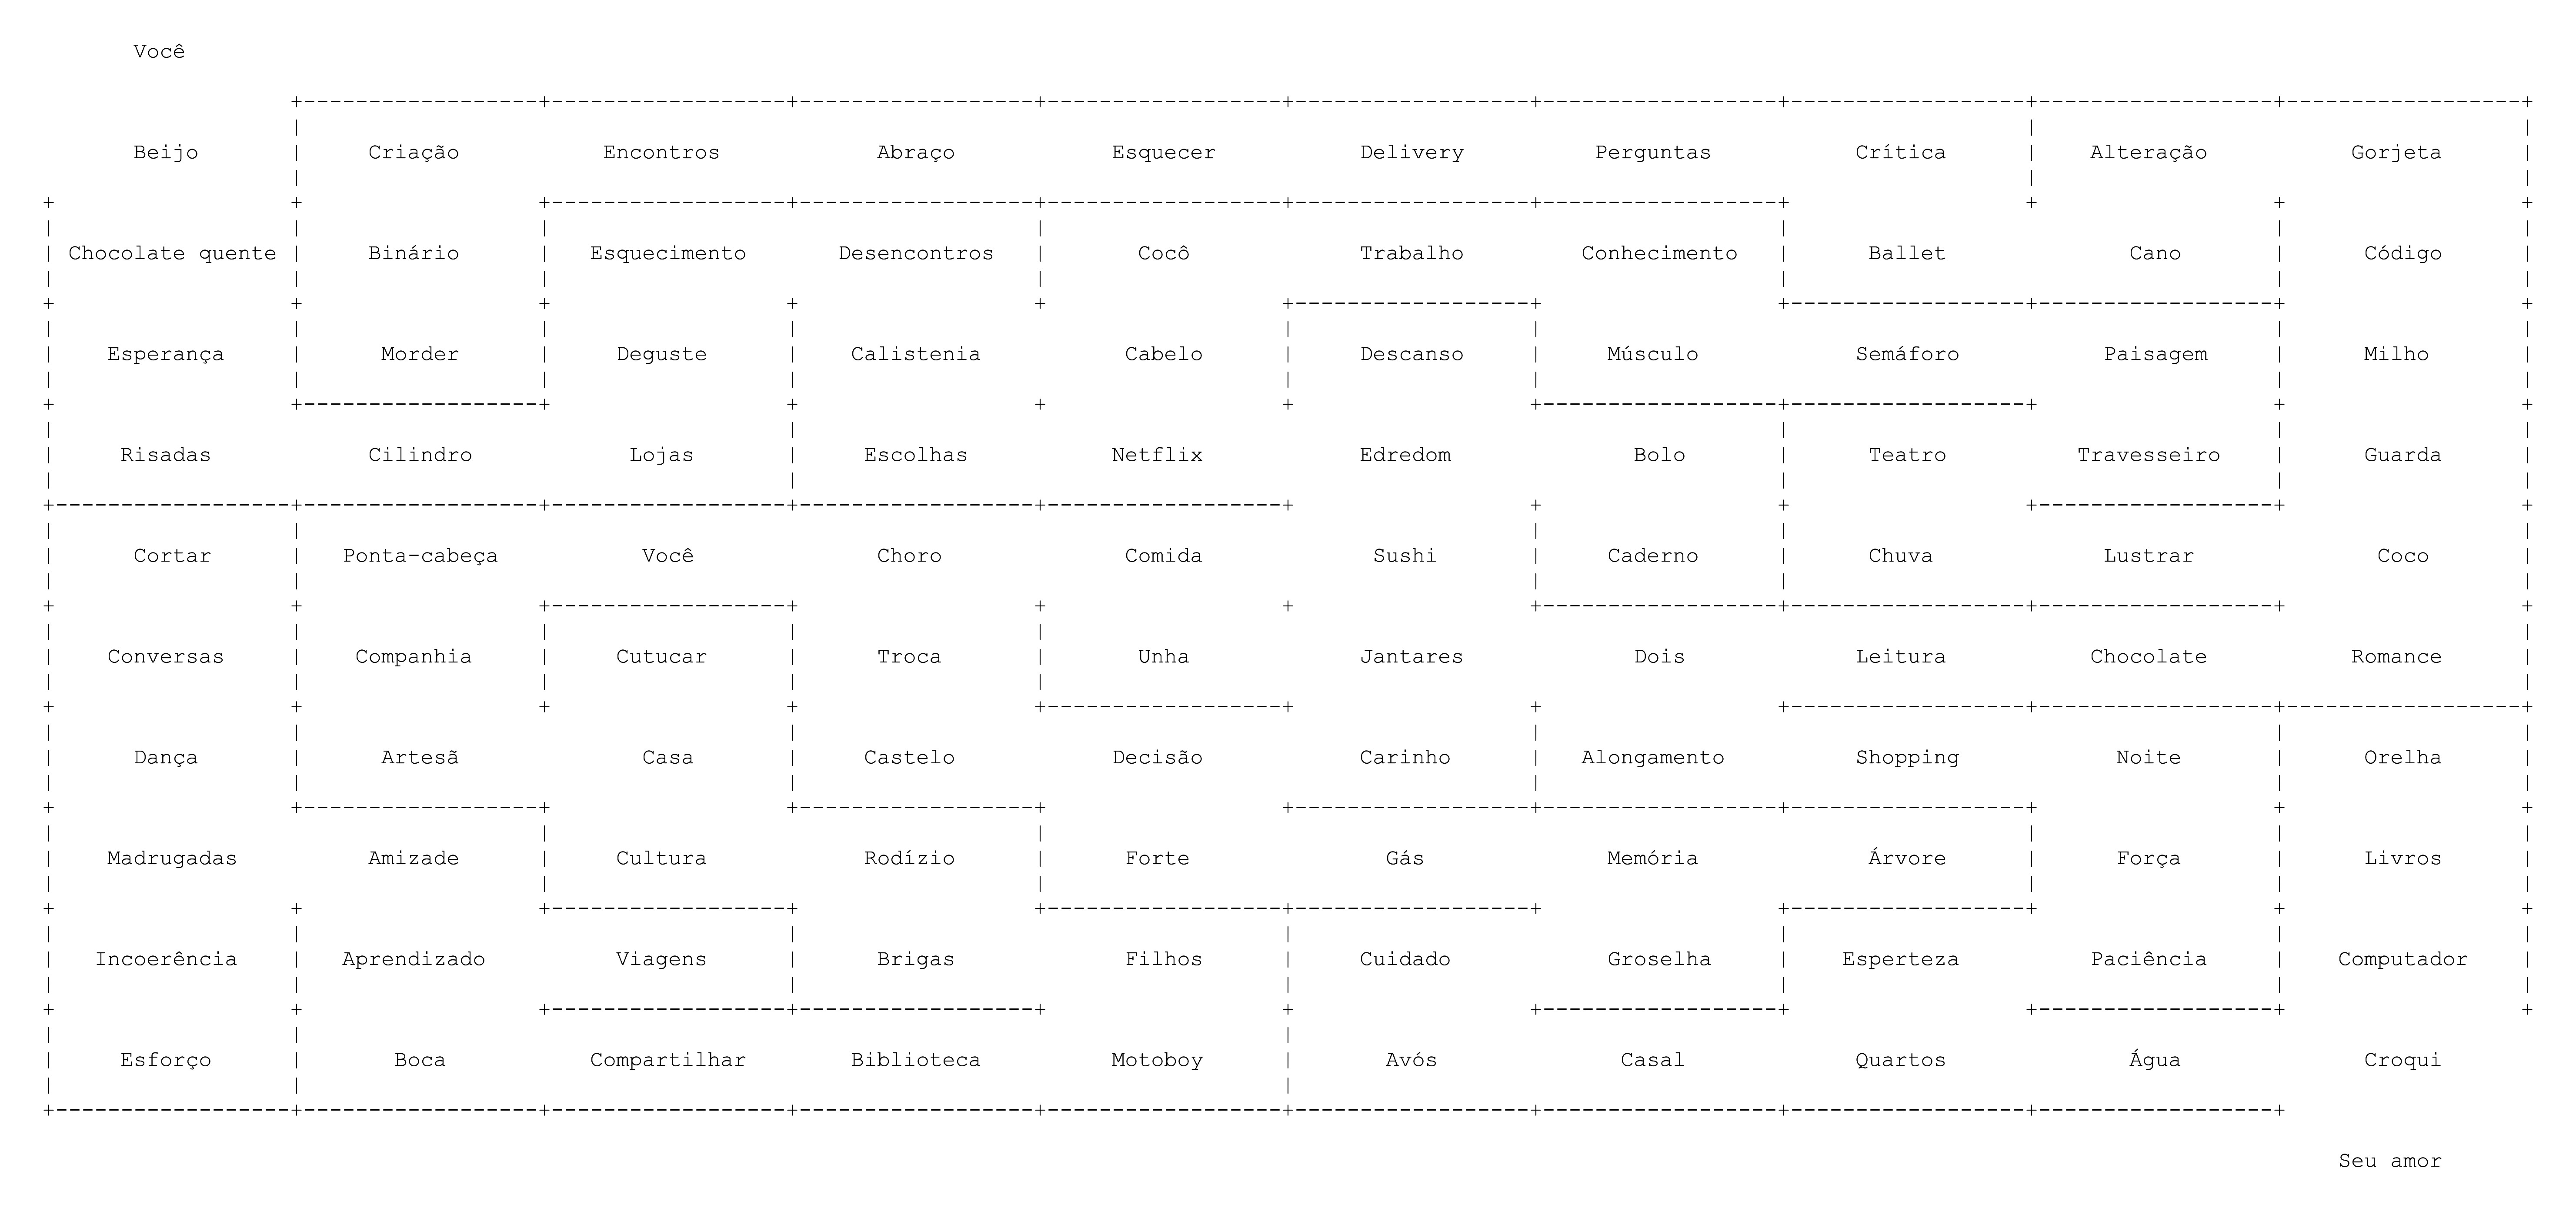 Você
Beijo Criação Encontros Abraço Esquecer Delivery Perguntas Crítica Alteração Gorjeta
Chocolate quente Binário Esquecimento Desencontros Cocô Trabalho Conhecimento Ballet Cano Código
Esperança Morder Deguste Calistenia Cabelo Descanso Músculo Semáforo Paisagem Milho
Risadas Cilindro Lojas Escolhas Netflix Edredom Bolo Teatro Travesseiro Guarda
Cortar Ponta-cabeça Você Choro Comida Sushi Caderno Chuva Lustrar Coco
Conversas Companhia Cutucar Troca Unha Jantares Dois Leitura Chocolate Romance
Dança Artesã Casa Castelo Decisão Carinho Alongamento Shopping Noite Orelha
Madrugadas Amizade Cultura Rodízio Forte Gás Memória Árvore Força Livros
Incoerência Aprendizado Viagens Brigas Filhos Cuidado Groselha Esperteza Paciência Computador
Esforço Boca Compartilhar Biblioteca Motoboy Avós Casal Quartos Água Croqui
Seu amor